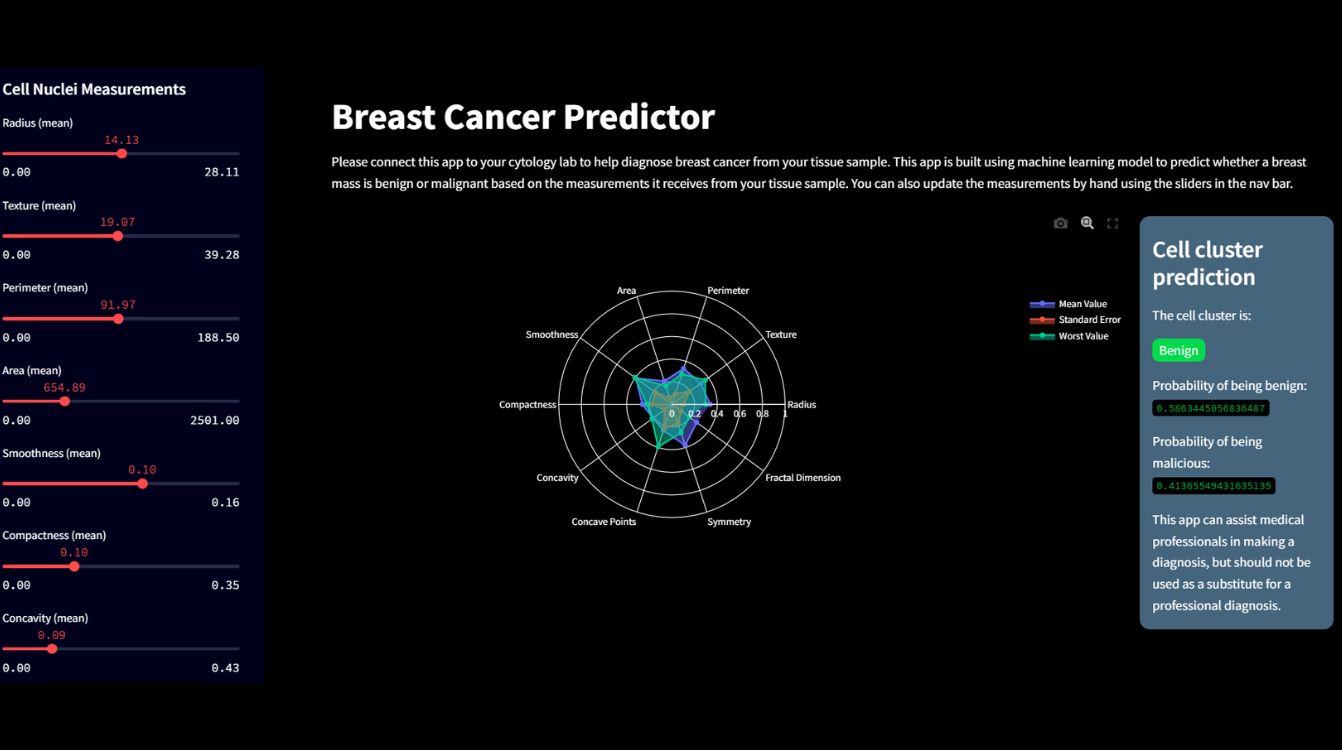 Cell Nuclei Measurements
Radius (mean)
14.13
0.00 28.11
Texture (mean)
19.07
0.00 39.28
Perimeter (mean)
91.97
0.00 188.50
Area (mean)
654.89
0.00 2501.00
Smoothness (mean)
0.10
0.00 0.16
Compactness (mean)
0.10
0.00 0.35
Concavity (mean)
0.09
0.00 0.43
Breast Cancer Predictor
Please connect this app to your cytology lab to help diagnose breast cancer from your tissue sample. This app is built using machine learning model to predict whether a breast
mass is benign or malignant based on the measurements it receives from your tissue sample. You can also update the measurements by hand using the sliders in the nav bar.
Area Perimeter
Smoothness Texture
Compactness Radius
0 0.2 0.4 0.6 0.8 1
Concavity Fractal Dimension
Concave Points Symmetry
Mean Value
Standard Error
Worst Value
Cell cluster
prediction
The cell cluster is:
Benign
Probability of being benign:
0.5863445056836487
Probability of being
malicious:
0.41365549431635135
This app can assist medical
professionals in making a
diagnosis, but should not be
used as a substitute for a
professional diagnosis.